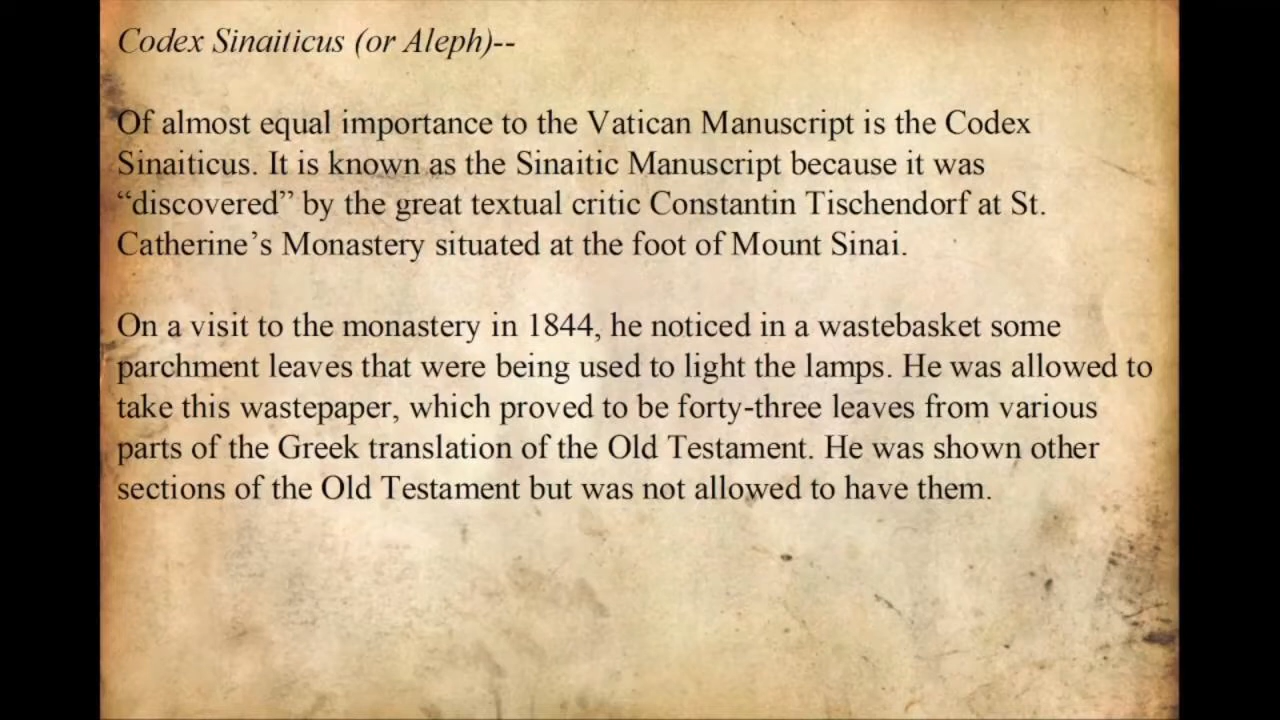 Codex Sinaiticus (or Aleph)--
Of almost equal importance to the Vatican Manuscript is the Codex
Sinaiticus. It is known as the Sinaitic Manuscript because it was
“discovered” by the great textual critic Constantin Tischendorf at St.
Catherine’s Monastery situated at the foot of Mount Sinai.
On a visit to the monastery in 1844, he noticed in a wastebasket some
parchment leaves that were being used to light the lamps. He was allowed to
take this wastepaper, which proved to be forty-three leaves from various
parts of the Greek translation of the Old Testament. He was shown other
sections of the Old Testament but was not allowed to have them.